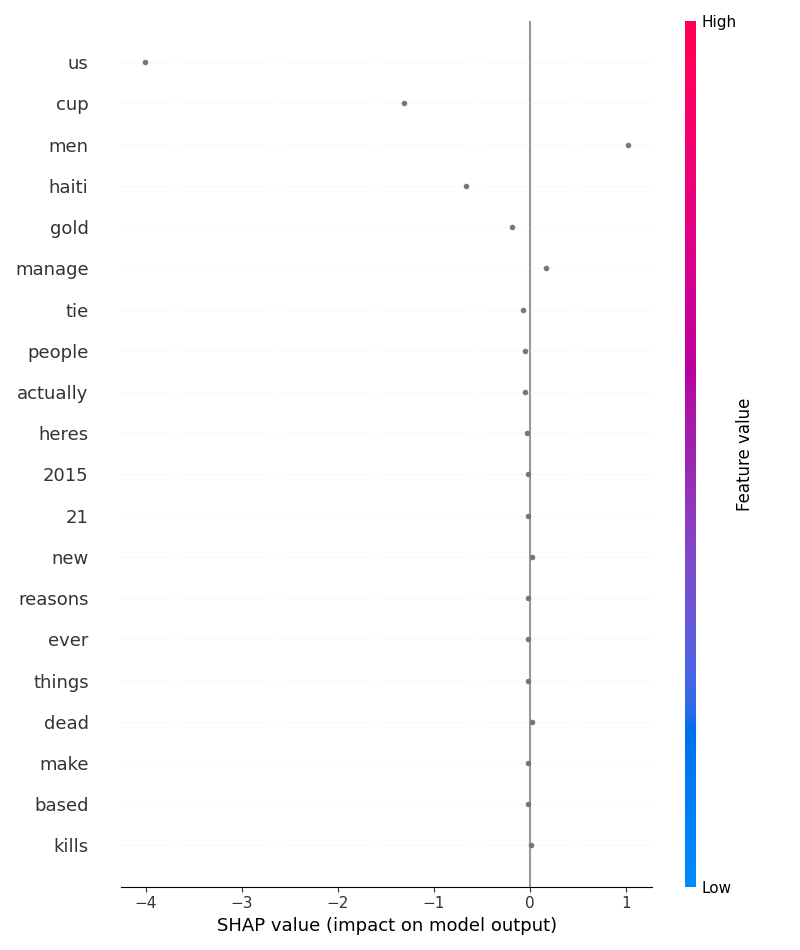 High
us
cup
men
haiti
gold
manage
tie
people
actually
heres
2015
21
new
reasons
ever
things
dead
make
based
kills
Feature value
Low
−4 −3 −2 −1 0 1
SHAP value (impact on model output)